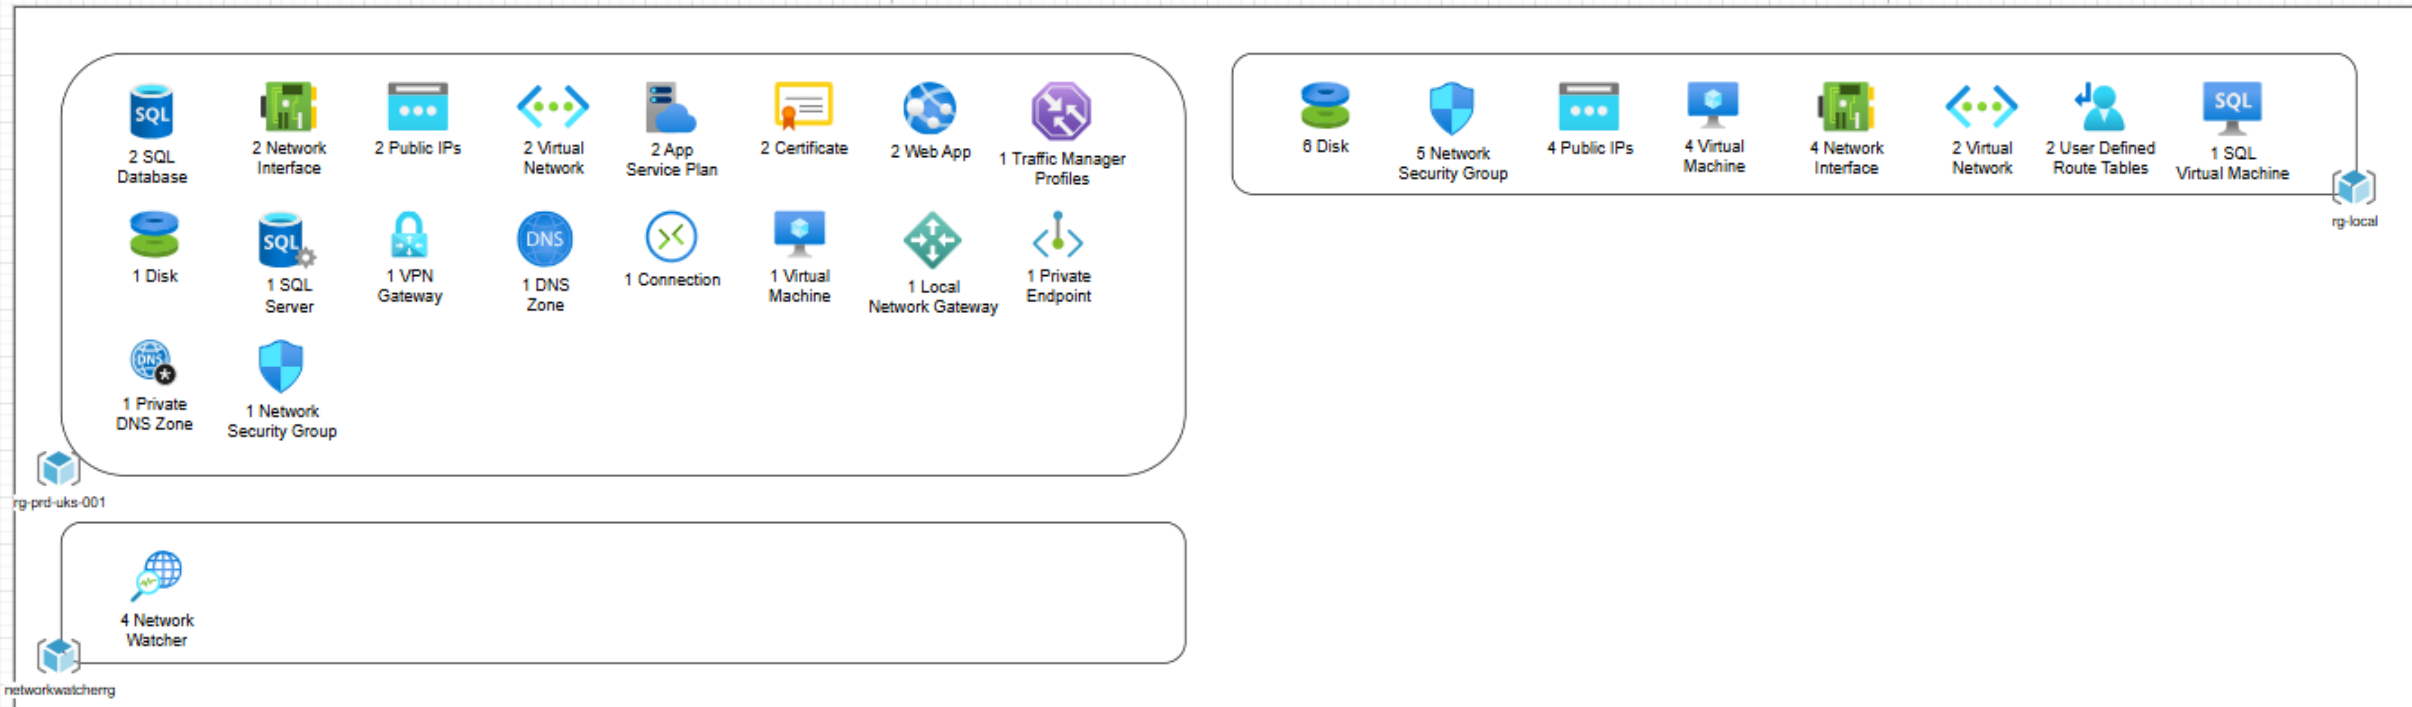 SQL
2 SQL
Database
2 Network
Interface
2 Public IPs
2 Virtual
Network
2 App
Service Plan
2 Certificate
2 Web App
1 Traffic Manager
Profiles
1 Disk
SQL
1 SQL
Server
1 VPN
Gateway
DNS
1 DNS
Zone
1 Connection
1 Virtual
Machine
1 Local
Network Gateway
1 Private
Endpoint
DNS
1 Private
DNS Zone
1 Network
Security Group
rg-prd-uks-001
6 Disk
5 Network
Security Group
4 Public IPs
4 Virtual
Machine
4 Network
Interface
2 Virtual
Network
2 User Defined
Route Tables
SQL
1 SQL
Virtual Machine
rg-local
4 Network
Watcher
networkwatcherrg